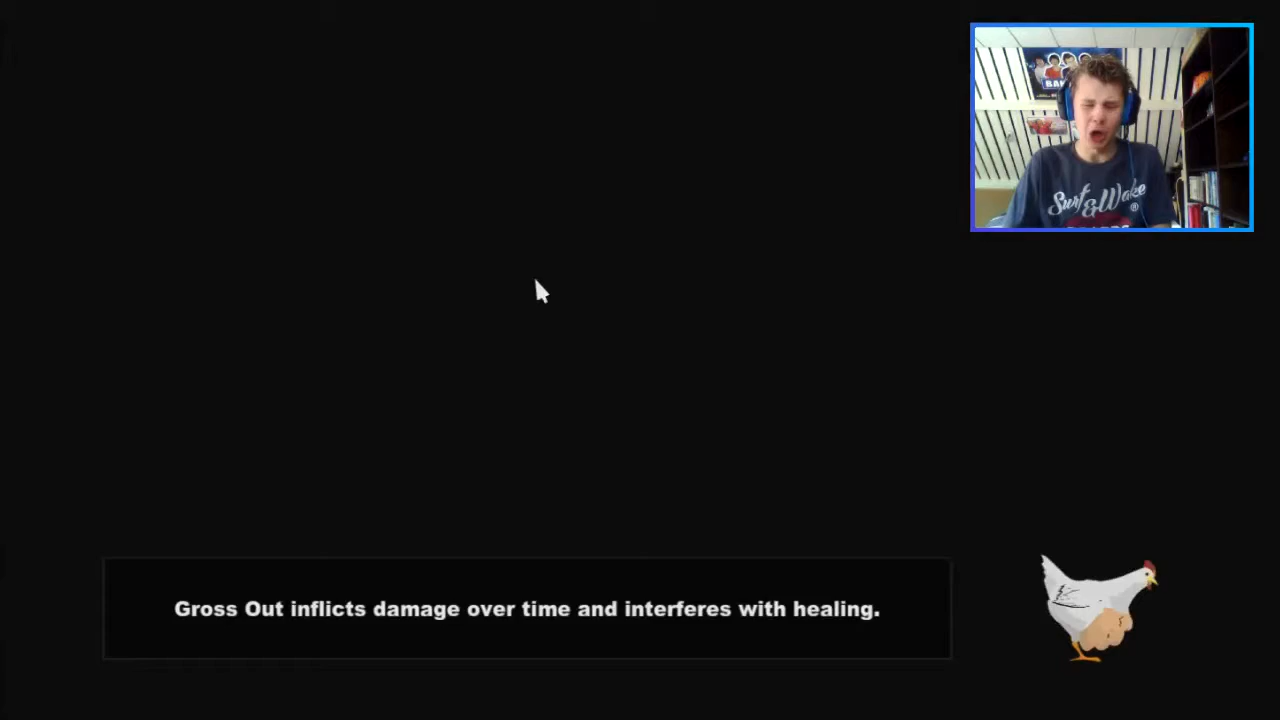 Surf
&Wake
®
Gross Out inflicts damage over time and interferes with healing.